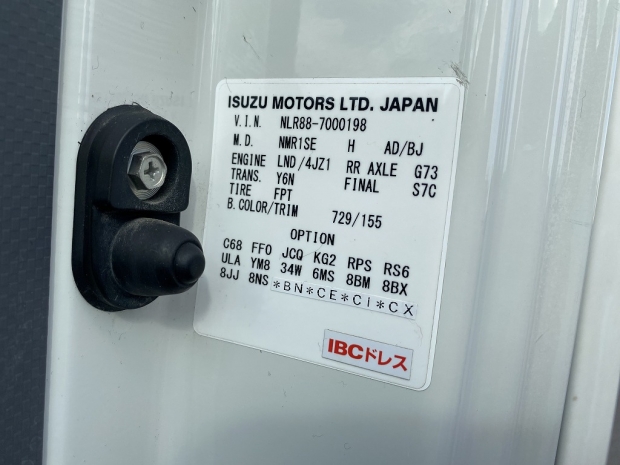 ISUZU MOTORS LTD. JAPAN
V.I.N. NLR88-7000198
M.D. NMR1SE H AD/BJ
ENGINE LND/4JZ1 RR AXLE G73
TRANS. Y6N FINAL S7C
TIRE FPT
B.COLOR/TRIM 729/155
OPTION
C68 FF0 JCQ KG2 RPS RS6
ULA YM8 34W 6MS 8BM 8BX
8JJ 8NS *BN*CE*CI*CX
IBCドレス